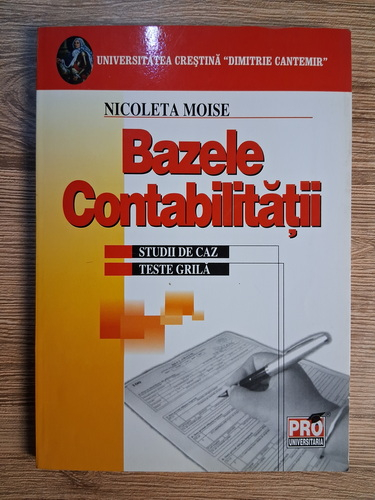 UNIVERSITATEA CREŞTINĂ "DIMITRIE CANTEMIR"
NICOLETA MOISE
Bazele
Contabilităţii
STUDII DE CAZ
TESTE GRILĂ
PRO
UNIVERSITARIA